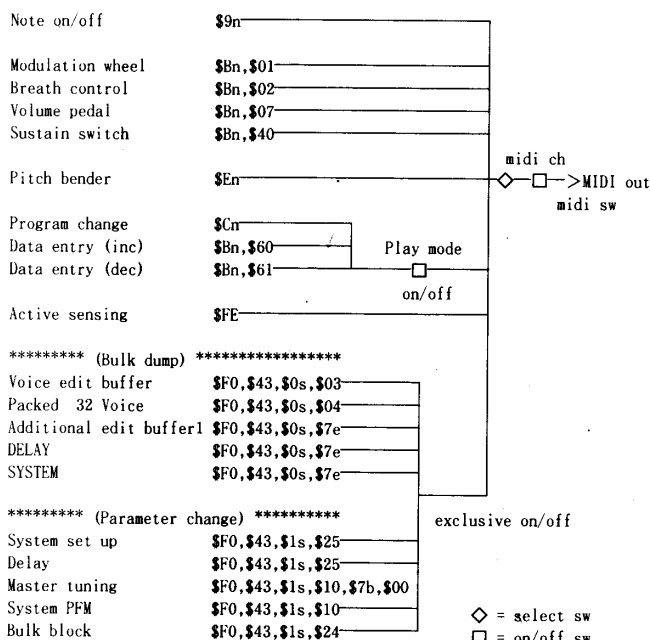 Note on/off $9n
Modulation wheel $Bn,$01
Breath control $Bn,$02
Volume pedal $Bn,$07
Sustain switch $Bn,$40
midi ch
Pitch bender $En >MIDI out
midi sw
Program change $Cn
Data entry (inc) $Bn,$60 Play mode
Data entry (dec) $Bn,$61
on/off
Active sensing $FE
********* (Bulk dump) *****************
Voice edit buffer $F0,$43,$0s,$03
Packed 32 Voice $F0,$43,$0s,$04
Additional edit buffer1 $F0,$43,$0s,$7e
DELAY $F0,$43,$0s,$7e
SYSTEM $F0,$43,$0s,$7e
********* (Parameter change) **********
exclusive on/off
System set up $F0,$43,$1s,$25
Delay $F0,$43,$1s,$25
Master tuning $F0,$43,$1s,$10,$7b,$00
System PFM $F0,$43,$1s,$10
◇ = select sw
Bulk block $F0,$43,$1s,$24
□ = on/off sw